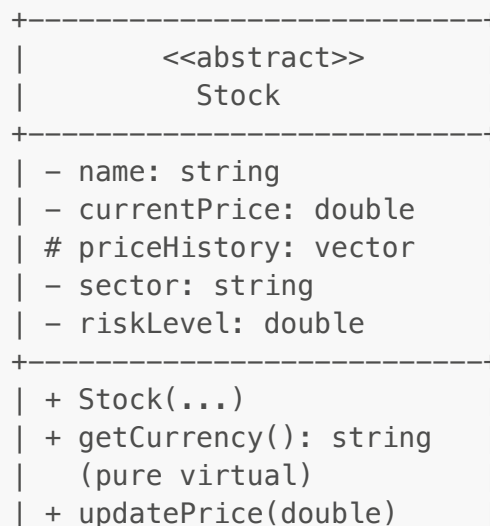 +---------------------------+
|        <<abstract>>
|          Stock
+---------------------------+
| - name: string
| - currentPrice: double
| # priceHistory: vector
| - sector: string
| - riskLevel: double
+---------------------------+
| + Stock(...)
| + getCurrency(): string
|   (pure virtual)
| + updatePrice(double)